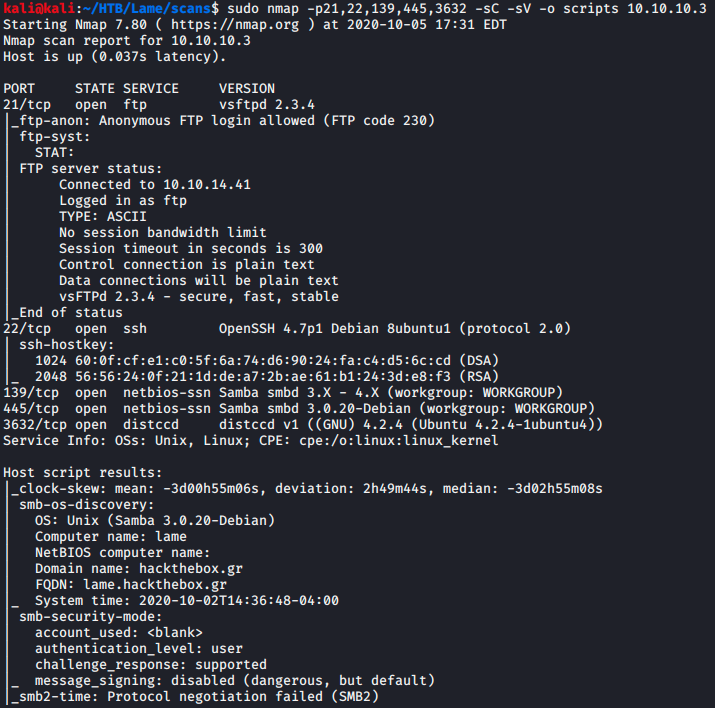 kali@kali:~/HTB/Lame/scans$ sudo nmap -p21,22,139,445,3632 -sC -sV -o scripts 10.10.10.3
Starting Nmap 7.80 ( https://nmap.org ) at 2020-10-05 17:31 EDT
Nmap scan report for 10.10.10.3
Host is up (0.037s latency).

PORT     STATE SERVICE     VERSION
21/tcp   open  ftp         vsftpd 2.3.4
|_ftp-anon: Anonymous FTP login allowed (FTP code 230)
| ftp-syst:
|   STAT:
| FTP server status:
|      Connected to 10.10.14.41
|      Logged in as ftp
|      TYPE: ASCII
|      No session bandwidth limit
|      Session timeout in seconds is 300
|      Control connection is plain text
|      Data connections will be plain text
|      vsFTPd 2.3.4 - secure, fast, stable
|_End of status
22/tcp   open  ssh         OpenSSH 4.7p1 Debian 8ubuntu1 (protocol 2.0)
| ssh-hostkey:
|   1024 60:0f:cf:e1:c0:5f:6a:74:d6:90:24:fa:c4:d5:6c:cd (DSA)
|_  2048 56:56:24:0f:21:1d:de:a7:2b:ae:61:b1:24:3d:e8:f3 (RSA)
139/tcp  open  netbios-ssn Samba smbd 3.X - 4.X (workgroup: WORKGROUP)
445/tcp  open  netbios-ssn Samba smbd 3.0.20-Debian (workgroup: WORKGROUP)
3632/tcp open  distccd     distccd v1 ((GNU) 4.2.4 (Ubuntu 4.2.4-1ubuntu4))
Service Info: OSs: Unix, Linux; CPE: cpe:/o:linux:linux_kernel

Host script results:
|_clock-skew: mean: -3d00h55m06s, deviation: 2h49m44s, median: -3d02h55m08s
| smb-os-discovery:
|   OS: Unix (Samba 3.0.20-Debian)
|   Computer name: lame
|   NetBIOS computer name:
|   Domain name: hackthebox.gr
|   FQDN: lame.hackthebox.gr
|_  System time: 2020-10-02T14:36:48-04:00
| smb-security-mode:
|   account_used: <blank>
|   authentication_level: user
|   challenge_response: supported
|_  message_signing: disabled (dangerous, but default)
|_smb2-time: Protocol negotiation failed (SMB2)